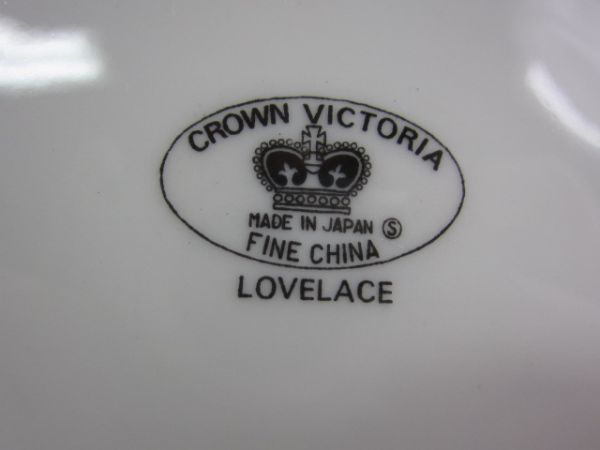 CROWN VICTORIA
MADE IN JAPAN Ⓢ
FINE CHINA
LOVELACE